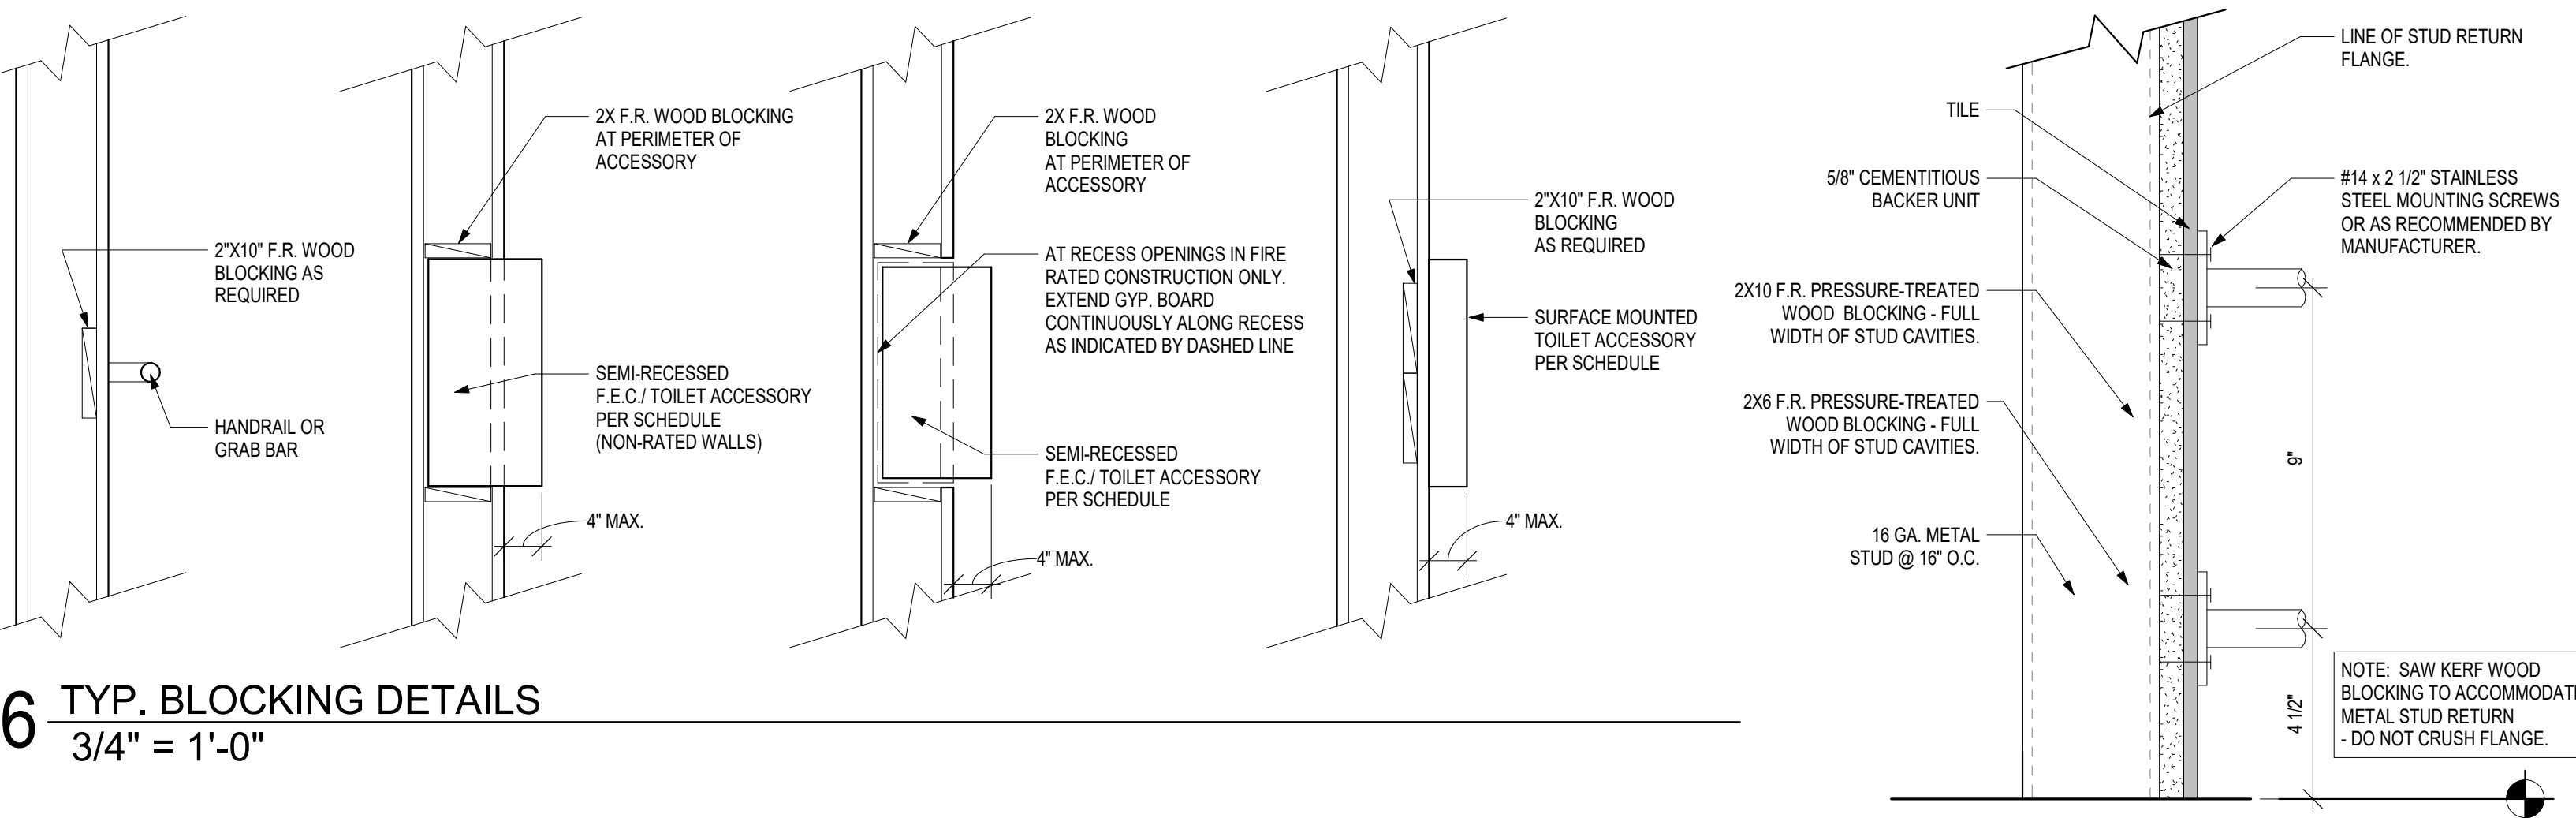 2"X10" F.R. WOOD
BLOCKING AS
REQUIRED
HANDRAIL OR
GRAB BAR
2X F.R. WOOD BLOCKING
AT PERIMETER OF
ACCESSORY
SEMI-RECESSED
F.E.C./ TOILET ACCESSORY
PER SCHEDULE
(NON-RATED WALLS)
4" MAX.
2X F.R. WOOD
BLOCKING
AT PERIMETER OF
ACCESSORY
AT RECESS OPENINGS IN FIRE
RATED CONSTRUCTION ONLY.
EXTEND GYP. BOARD
CONTINUOUSLY ALONG RECESS
AS INDICATED BY DASHED LINE
SEMI-RECESSED
F.E.C./ TOILET ACCESSORY
PER SCHEDULE
4" MAX.
2"X10" F.R. WOOD
BLOCKING
AS REQUIRED
SURFACE MOUNTED
TOILET ACCESSORY
PER SCHEDULE
4" MAX.
6 TYP. BLOCKING DETAILS
3/4" = 1'-0"
TILE
5/8" CEMENTITIOUS
BACKER UNIT
2X10 F.R. PRESSURE-TREATED
WOOD BLOCKING - FULL
WIDTH OF STUD CAVITIES.
2X6 F.R. PRESSURE-TREATED
WOOD BLOCKING - FULL
WIDTH OF STUD CAVITIES.
16 GA. METAL
STUD @ 16" O.C.
LINE OF STUD RETURN
FLANGE.
#14 x 2 1/2" STAINLESS
STEEL MOUNTING SCREWS
OR AS RECOMMENDED BY
MANUFACTURER.
9"
4 1/2"
NOTE: SAW KERF WOOD
BLOCKING TO ACCOMMODAT
METAL STUD RETURN
- DO NOT CRUSH FLANGE.